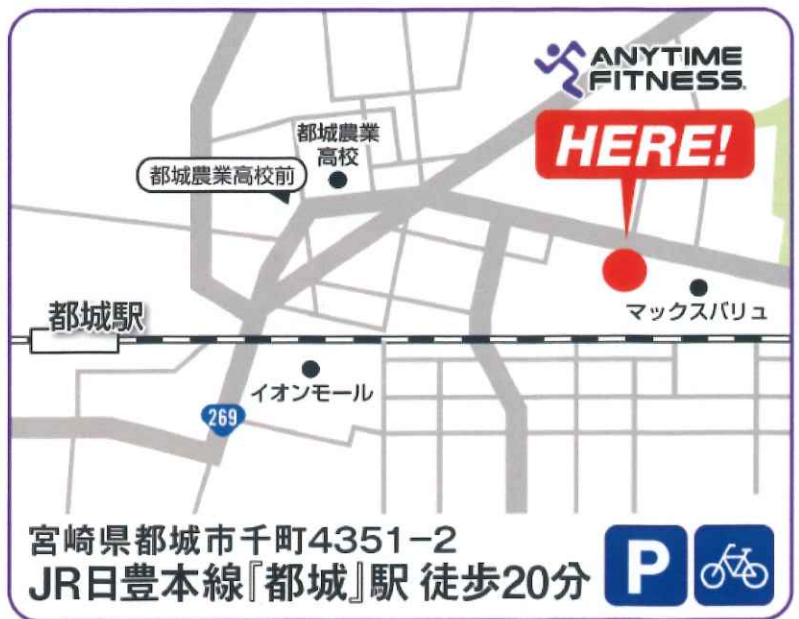 ANYTIME
FITNESS.
HERE!
都城農業
高校
都城農業高校前
マックスバリュ
都城駅
イオンモール
269
宮崎県都城市千町4351-2
JR日豊本線『都城』駅 徒歩20分
P